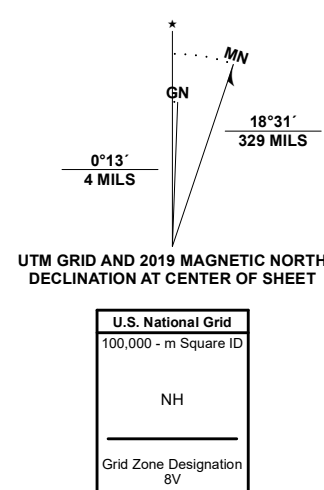 ★
MN
GN
18°31´
329 MILS
0°13´
4 MILS
UTM GRID AND 2019 MAGNETIC NORTH
DECLINATION AT CENTER OF SHEET
U.S. National Grid
100,000 - m Square ID
NH
Grid Zone Designation
8V